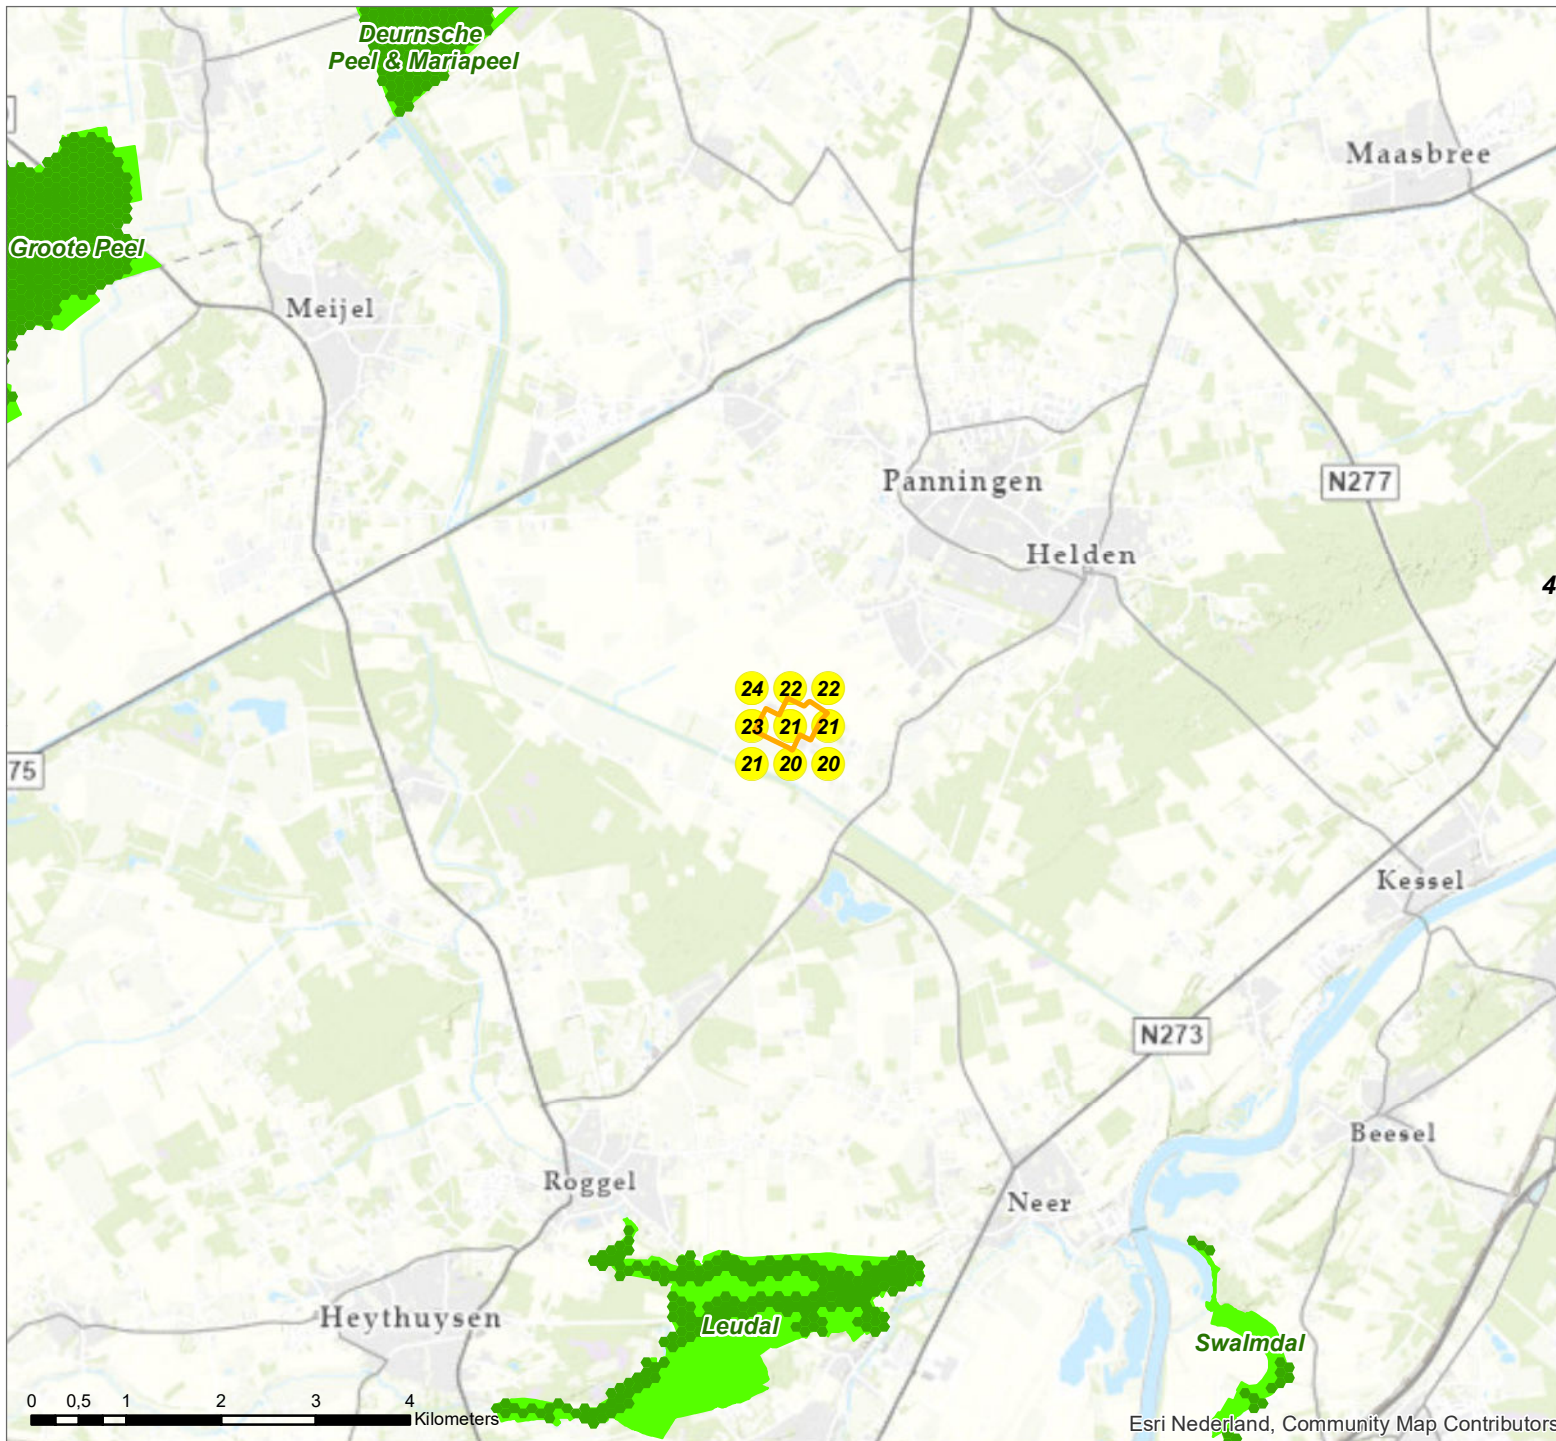 Deurnsche
Peel & Mariapeel
Maasbree
Groote Peel
Meijel
Panningen
N277
Helden
4
24 22 22
23 21 21
21 20 20
75
Kessel
N273
Beesel
Roggel
Neer
Heythuysen
Leudal
Swalmdal
0 0,5 1 2 3 4
Kilometers
Esri Nederland, Community Map Contributors